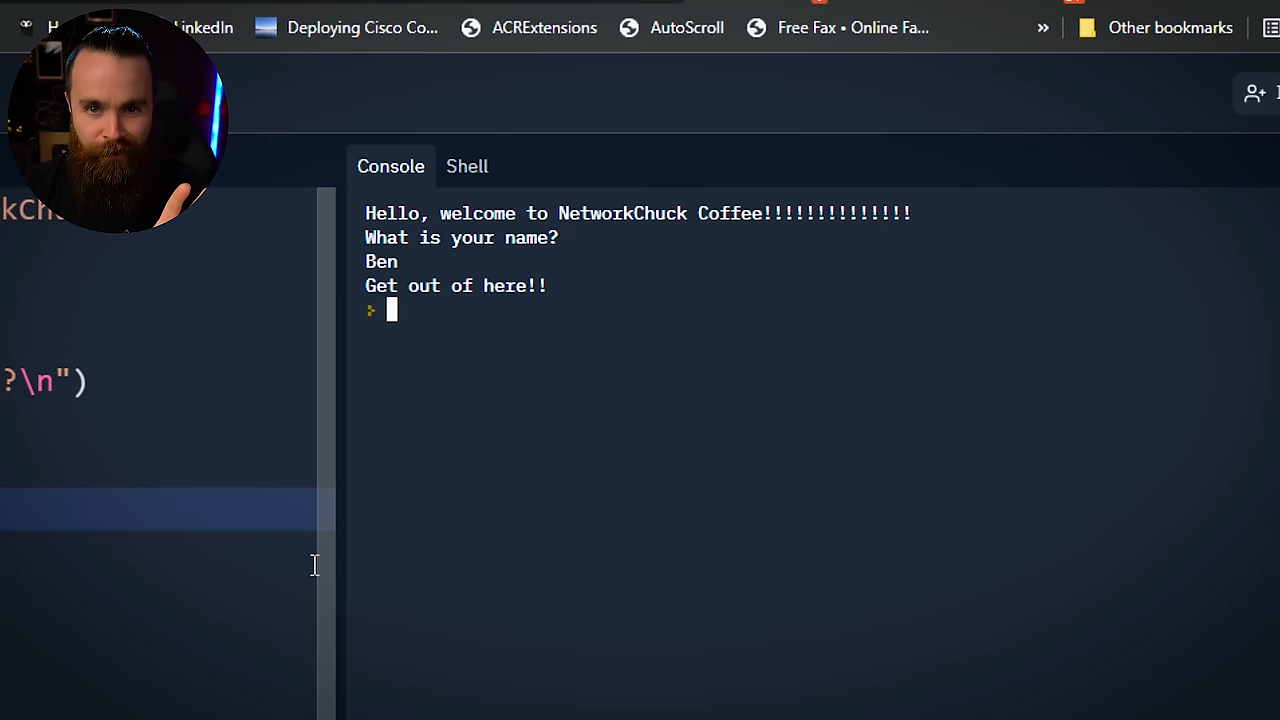 H
LinkedIn
Deploying Cisco Co...
ACRExtensions
AutoScroll
Free Fax • Online Fa...
»
Other bookmarks
Console
Shell
kCh
?\n")
Hello, welcome to NetworkChuck Coffee!!!!!!!!!!!!!!
What is your name?
Ben
Get out of here!!